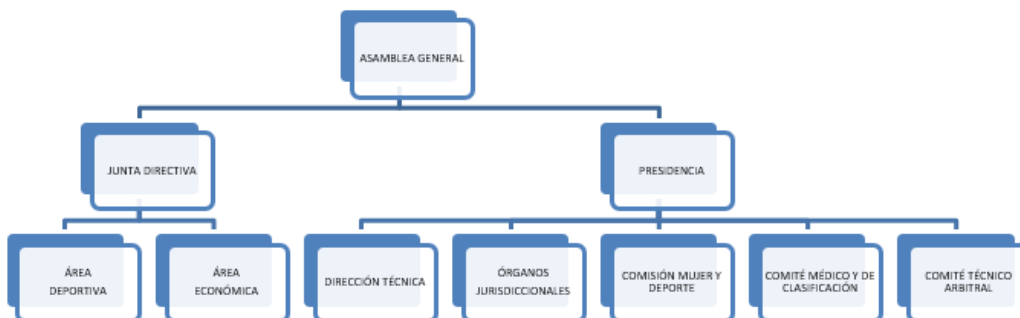 ASAMBLEA GENERAL
JUNTA DIRECTIVA
PRESIDENCIA
ÁREA
DEPORTIVA
ÁREA
ECONÓMICA
DIRECCIÓN TÉCNICA
ÓRGANOS
JURISDICCIONALES
COMISIÓN MUJER Y
DEPORTE
COMITÉ MÉDICO Y DE
CLASIFICACIÓN
COMITÉ TÉCNICO
ARBITRAL